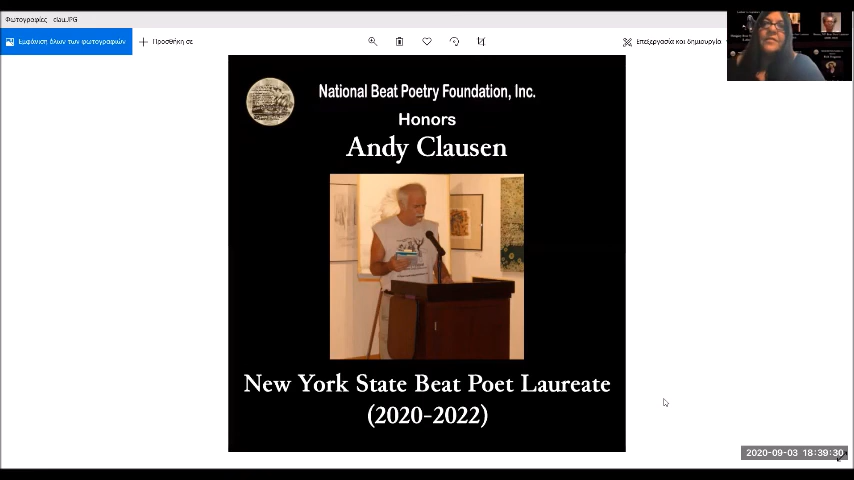 Φωτογραφίες clau.JPG
Εμφάνιση όλων των φωτογραφιών
Προσθήκη σε
Επεξεργασία και δημιουργία
National Beat Poetry Foundation, Inc.
Honors
Andy Clausen
New York State Beat Poet Laureate
(2020-2022)
2020-09-03 18:39:30